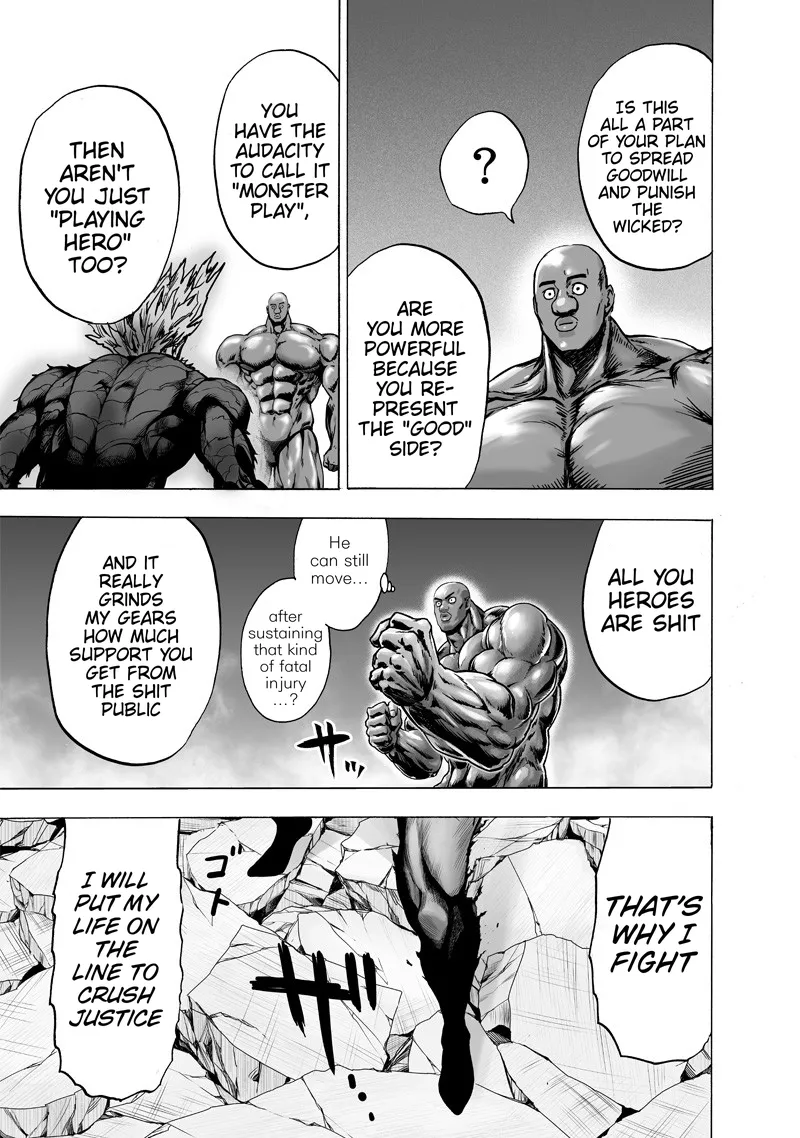 IS THIS
ALL A PART
OF YOUR PLAN
TO SPREAD
GOODWILL
AND PUNISH
THE
WICKED?
?
ARE
YOU MORE
POWERFUL
BECAUSE
YOU RE-
PRESENT
THE "GOOD"
SIDE?
YOU
HAVE THE
AUDACITY
TO CALL IT
"MONSTER
PLAY",
THEN
AREN'T
YOU JUST
"PLAYING
HERO"
TOO?
ALL YOU
HEROES
ARE SHIT
He
can still
move...
after
sustaining
that kind
of fatal
injury
...?
ザッ
AND IT
REALLY
GRINDS
MY GEARS
HOW MUCH
SUPPORT YOU
GET FROM
THE SHIT
PUBLIC
THAT'S
WHY I
FIGHT
ゴト
I WILL
PUT MY
LIFE ON
THE
LINE TO
CRUSH
JUSTICE